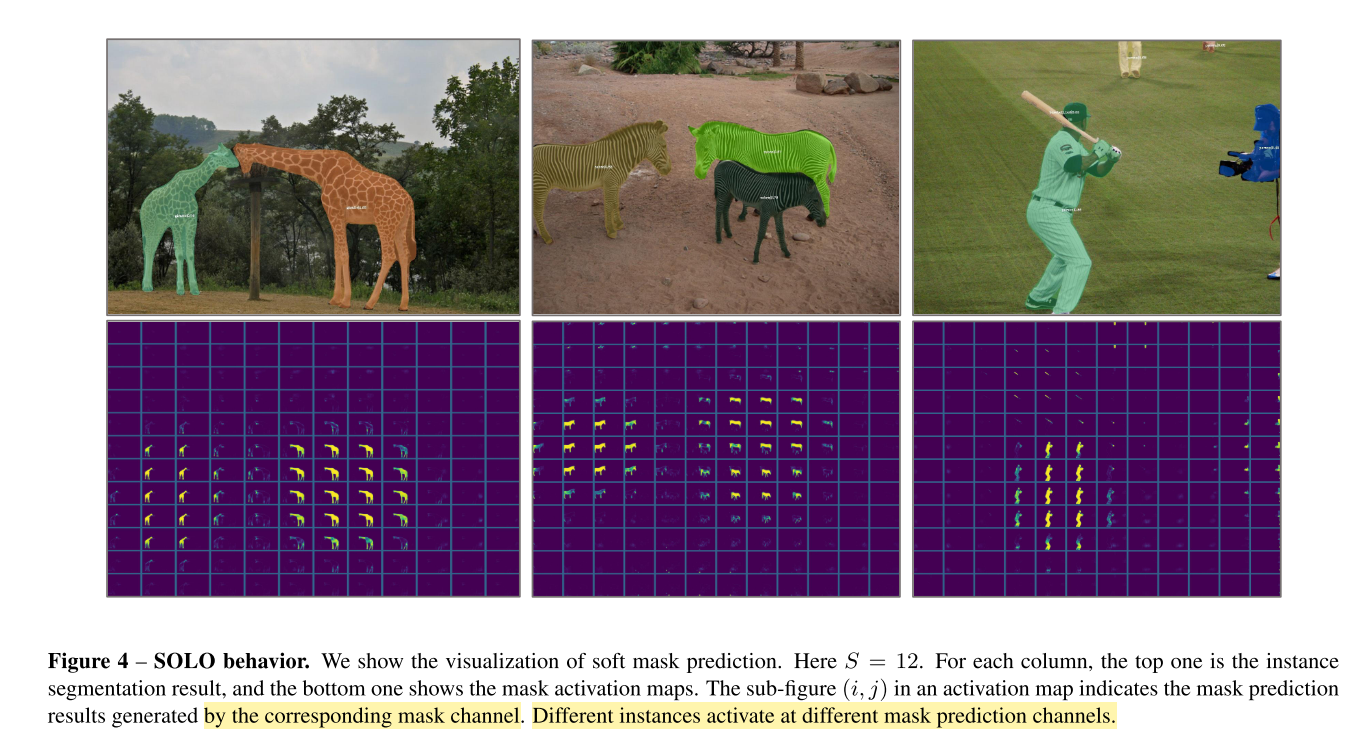 Figure 4 – SOLO behavior. We show the visualization of soft mask prediction. Here S = 12. For each column, the top one is the instance
segmentation result, and the bottom one shows the mask activation maps. The sub-figure (i, j) in an activation map indicates the mask prediction
results generated by the corresponding mask channel. Different instances activate at different mask prediction channels.